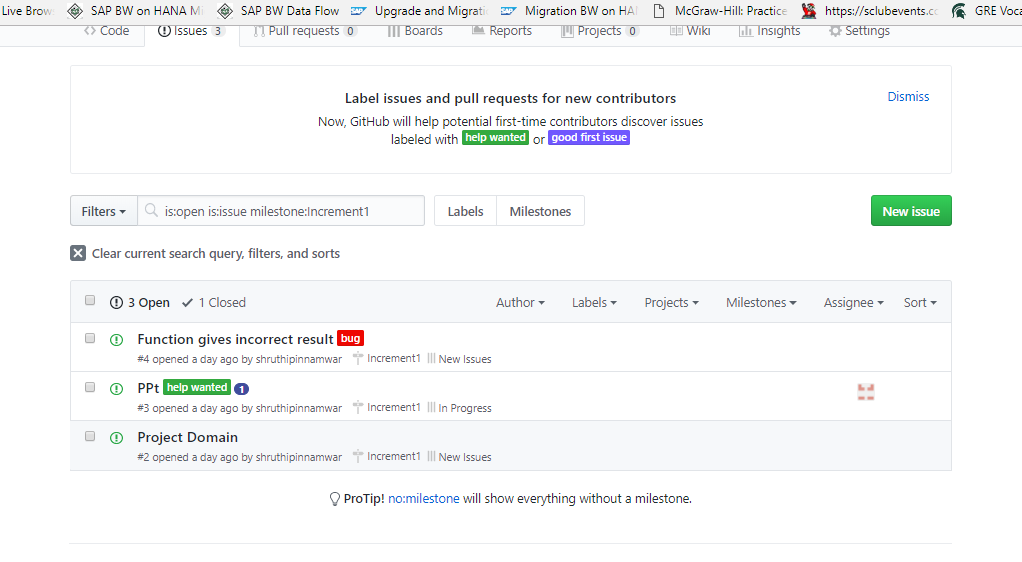 Live Brow SAP BW on HANA Mi SAP BW Data Flow Upgrade and Migrati Migration BW on HAN McGraw-Hill: Practice https://sclubevents.co GRE Voca
Code Issues 3 Pull requests 0 Boards Reports Projects 0 Wiki Insights Settings
Label issues and pull requests for new contributors
Dismiss
Now, GitHub will help potential first-time contributors discover issues
labeled with help wanted or good first issue
Filters is:open is:issue milestone:Increment1 Labels Milestones New issue
Clear current search query, filters, and sorts
3 Open 1 Closed Author Labels Projects Milestones Assignee Sort
Function gives incorrect result bug
#4 opened a day ago by shruthipinnamwar Increment1 New Issues
PPt help wanted 1
#3 opened a day ago by shruthipinnamwar Increment1 In Progress
Project Domain
#2 opened a day ago by shruthipinnamwar Increment1 New Issues
ProTip! no:milestone will show everything without a milestone.